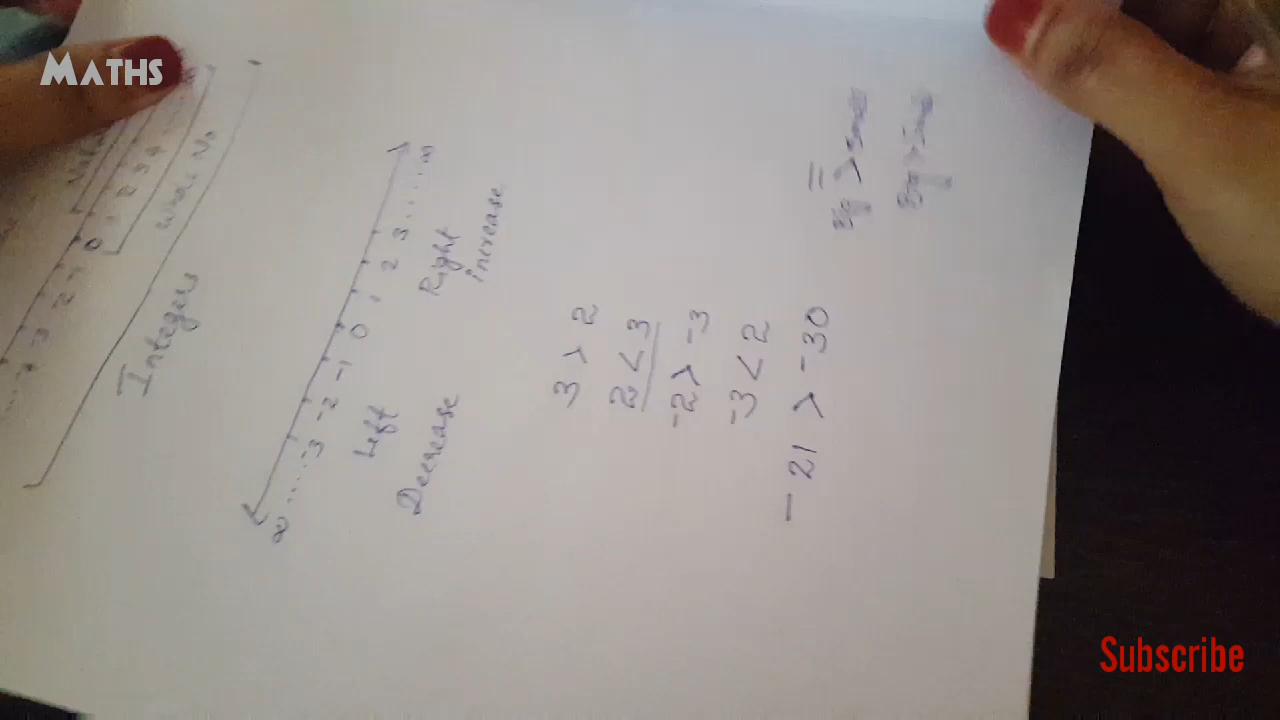 Maths
0 1 2 3 4
Whole No
Integers
∞ ..... -3 -2 -1 0 1 2 3 ...... ∞
Left Right
Decrease increase
3 > 2
2 < 3
-2 > -3
-3 < 2
-21 > -30
Subscribe